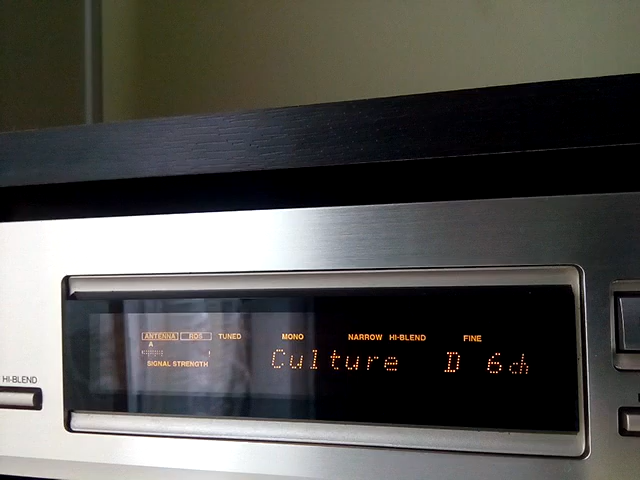 ANTENNA RDS TUNED MONO NARROW HI-BLEND FINE
A
Culture D 6ch
SIGNAL STRENGTH
HI-BLEND